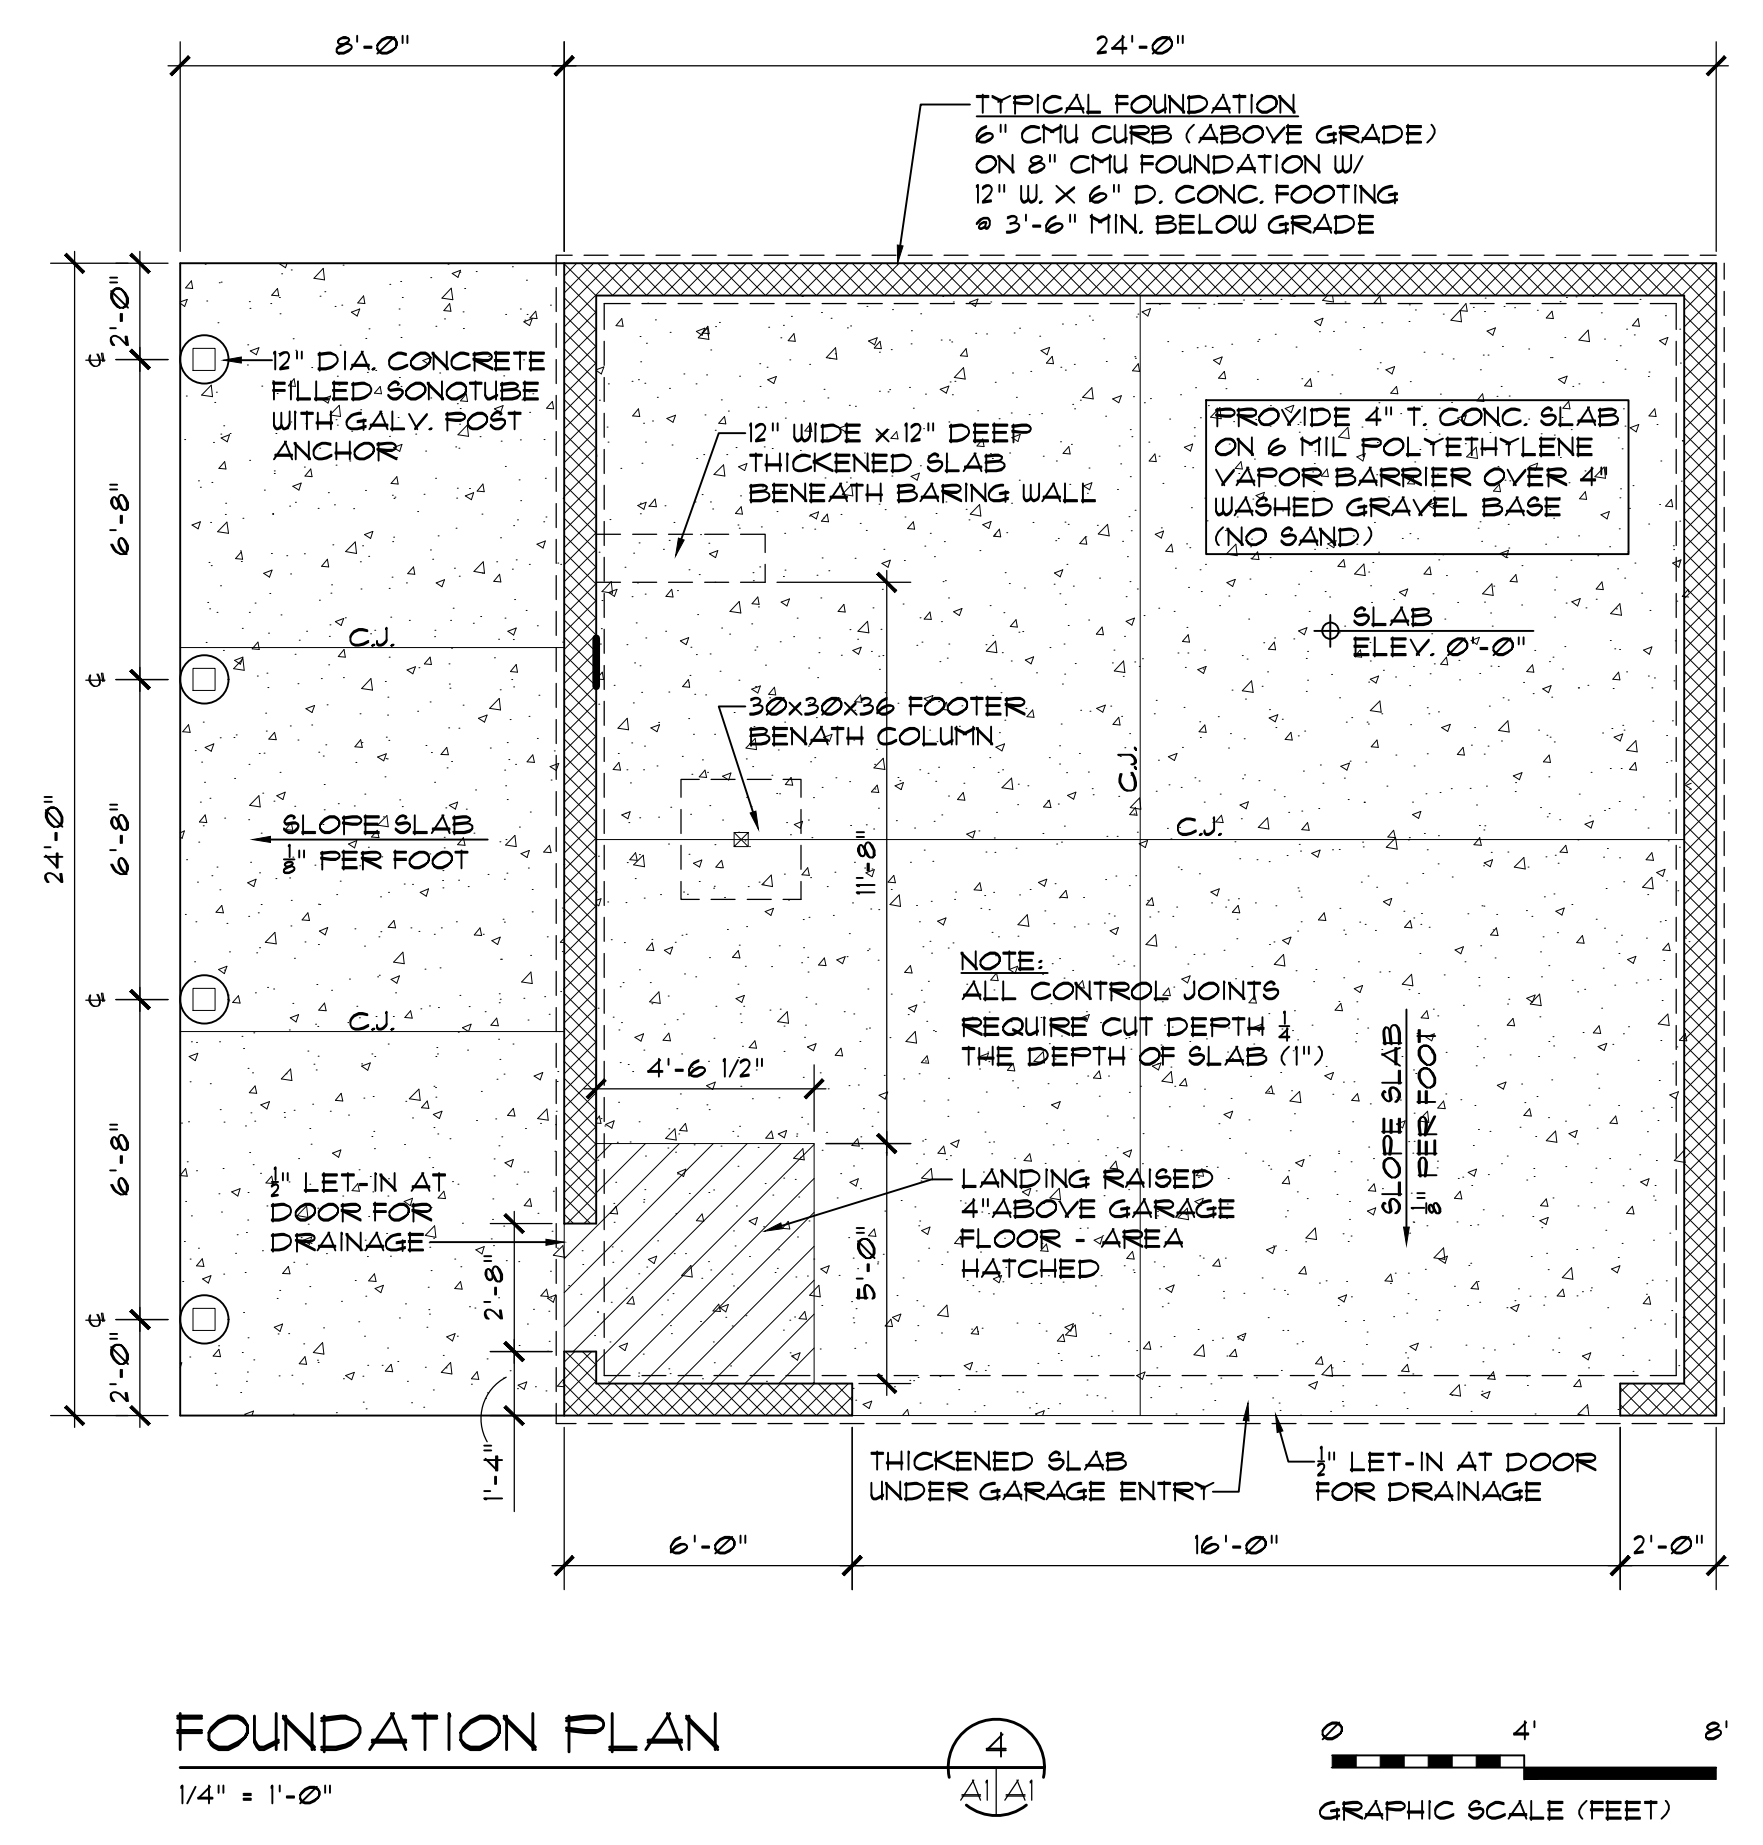 8'-0"
24'-0"
TYPICAL FOUNDATION
6" CMU CURB (ABOVE GRADE)
ON 8" CMU FOUNDATION W/
12" W. X 6" D. CONC. FOOTING
@ 3'-6" MIN. BELOW GRADE
2'-0"
℄
12" DIA. CONCRETE
FILLED SONOTUBE
WITH GALV. POST
ANCHOR
12" WIDE x 12" DEEP
THICKENED SLAB
BENEATH BARING WALL
PROVIDE 4" T. CONC. SLAB
ON 6 MIL POLYETHYLENE
VAPOR BARRIER OVER 4"
WASHED GRAVEL BASE
(NO SAND)
6'-8"
C.J.
SLAB
ELEV. 0'-0"
℄
30x30x36 FOOTER
BENATH COLUMN
C.J.
C.J.
24'-0"
6'-8"
SLOPE SLAB
1/8" PER FOOT
11'-8"
NOTE:
ALL CONTROL JOINTS
REQUIRE CUT DEPTH 1/4
THE DEPTH OF SLAB (1")
℄
C.J.
4'-6 1/2"
SLOPE SLAB
1/8" PER FOOT
6'-8"
1/2" LET-IN AT
DOOR FOR
DRAINAGE
LANDING RAISED
4"ABOVE GARAGE
FLOOR - AREA
HATCHED
2'-8"
5'-0"
℄
2'-0"
1'-4"
THICKENED SLAB
UNDER GARAGE ENTRY
1/2" LET-IN AT DOOR
FOR DRAINAGE
6'-0"
16'-0"
2'-0"
FOUNDATION PLAN
1/4" = 1'-0"
4
A1 A1
0 4' 8'
GRAPHIC SCALE (FEET)